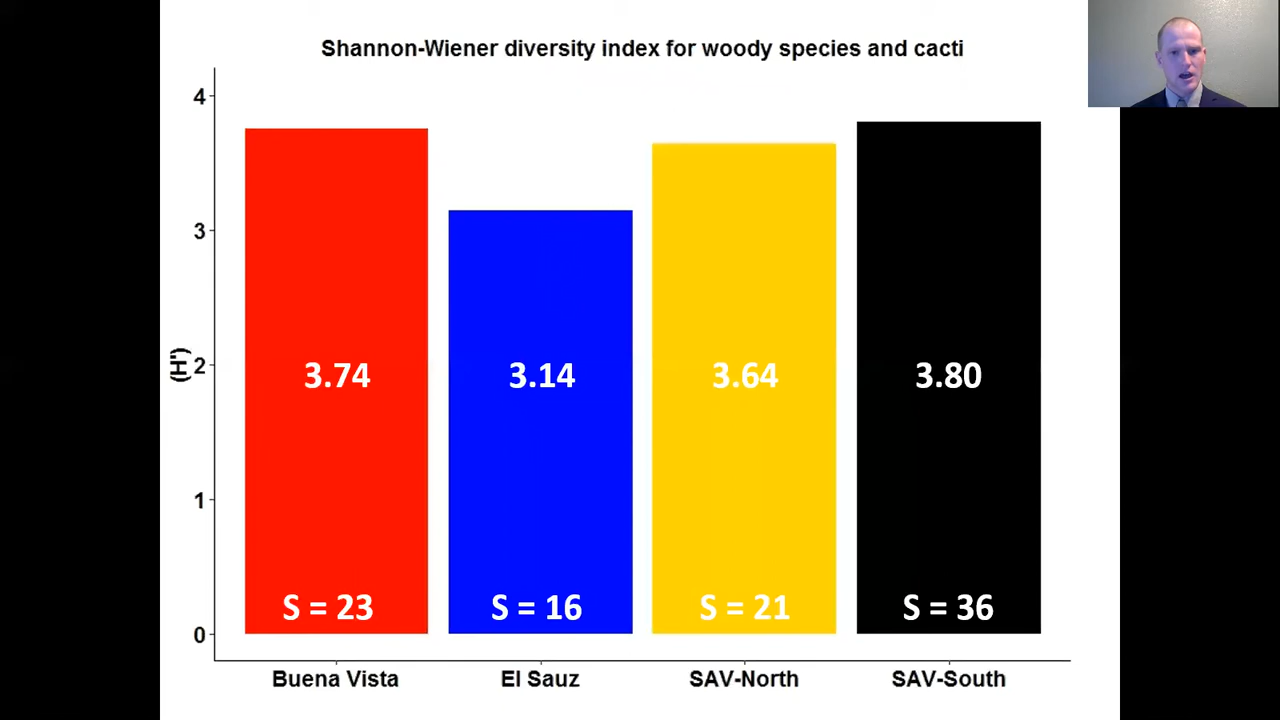 Shannon-Wiener diversity index for woody species and cacti
4
3
2
1
0
(H')
3.74
3.14
3.64
3.80
S = 23
S = 16
S = 21
S = 36
Buena Vista
El Sauz
SAV-North
SAV-South